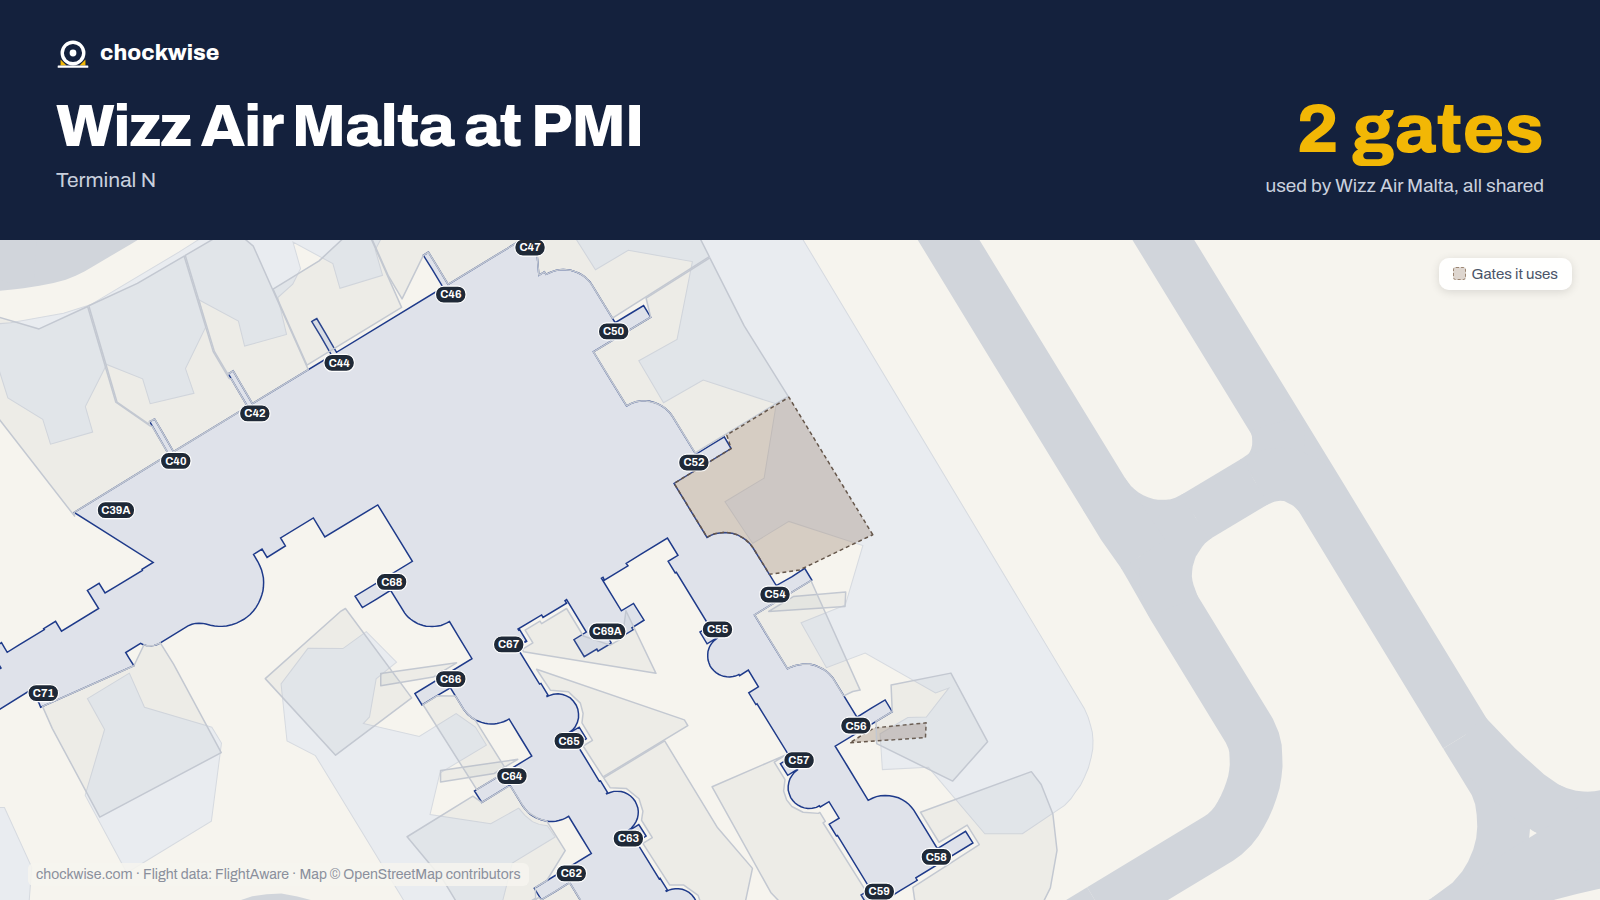 chockwise
Wizz Air Malta at PMI
Terminal N
2 gates
used by Wizz Air Malta, all shared
Gates it uses
C47
C46
C50
C44
C42
C40
C52
C39A
C68
C54
C55
C69A
C67
C66
C71
C56
C65
C57
C64
C63
C58
C62
C59
chockwise.com · Flight data: FlightAware · Map © OpenStreetMap contributors